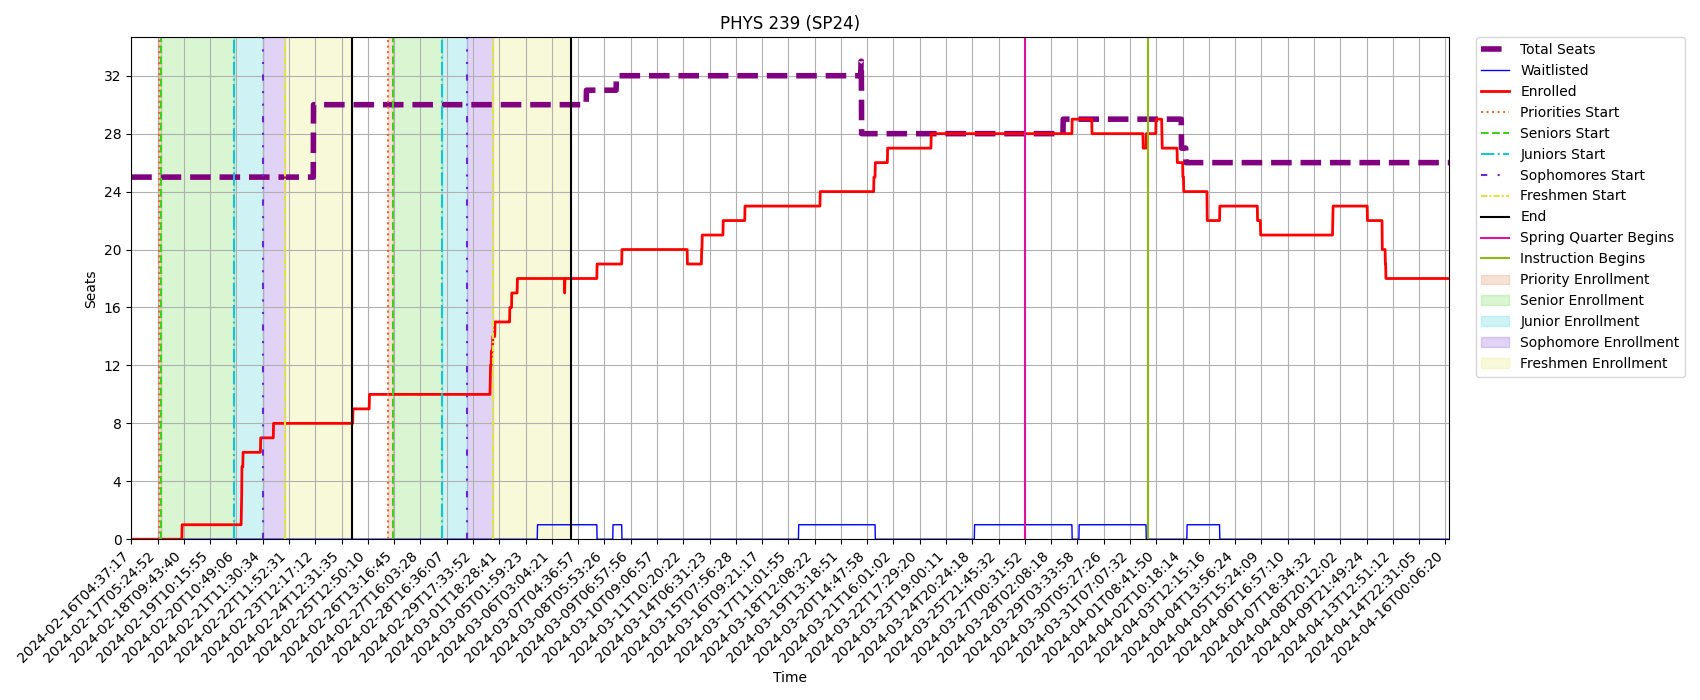 PHYS 239 (SP24)
Seats
32
28
24
20
16
12
8
4
0
2024-02-16T04:37:17
2024-02-17T05:24:52
2024-02-18T09:43:40
2024-02-19T10:15:55
2024-02-20T10:49:06
2024-02-21T11:30:34
2024-02-22T11:52:31
2024-02-23T12:17:12
2024-02-24T12:31:35
2024-02-25T12:50:10
2024-02-26T13:16:45
2024-02-27T16:03:28
2024-02-28T16:36:07
2024-02-29T17:33:52
2024-03-01T18:28:41
2024-03-05T01:59:23
2024-03-06T03:04:21
2024-03-07T04:36:57
2024-03-08T05:53:26
2024-03-09T06:57:56
2024-03-10T09:06:57
2024-03-11T10:20:22
2024-03-14T06:31:23
2024-03-15T07:56:28
2024-03-16T09:21:17
2024-03-17T11:01:55
2024-03-18T12:08:22
2024-03-19T13:18:51
2024-03-20T14:47:58
2024-03-21T16:01:02
2024-03-22T17:29:20
2024-03-23T19:00:11
2024-03-24T20:24:18
2024-03-25T21:45:32
2024-03-27T00:31:52
2024-03-28T02:08:18
2024-03-29T03:33:58
2024-03-30T05:27:26
2024-03-31T07:07:32
2024-04-01T08:41:50
2024-04-02T10:18:14
2024-04-03T12:15:16
2024-04-04T13:56:24
2024-04-05T15:24:09
2024-04-06T16:57:10
2024-04-07T18:34:32
2024-04-08T20:12:02
2024-04-09T21:49:24
2024-04-13T12:51:12
2024-04-14T22:31:05
2024-04-16T00:06:20
Time
Total Seats
Waitlisted
Enrolled
Priorities Start
Seniors Start
Juniors Start
Sophomores Start
Freshmen Start
End
Spring Quarter Begins
Instruction Begins
Priority Enrollment
Senior Enrollment
Junior Enrollment
Sophomore Enrollment
Freshmen Enrollment